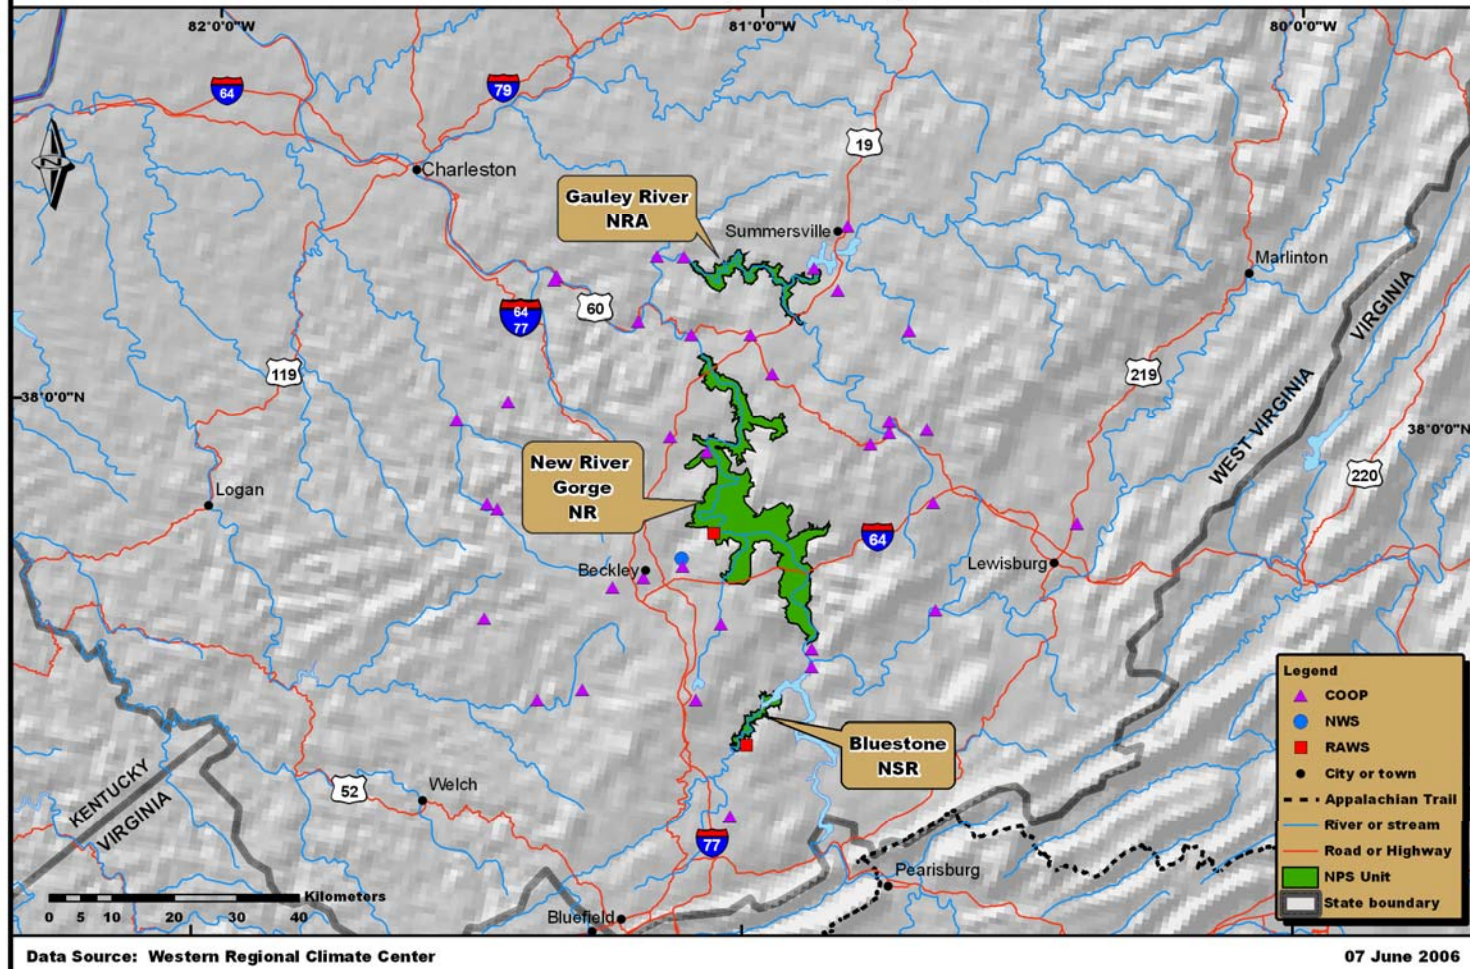 82°0'0"W
81°0'0"W
80°0'0"W
64
79
19
Charleston
Gauley River
NRA
Summersville
Marlinton
64
77
60
119
219
VIRGINIA
WEST VIRGINIA
38°0'0"N
38°0'0"N
220
New River
Gorge
NR
Logan
64
Beckley
Lewisburg
Bluestone
NSR
Legend
COOP
NWS
RAWS
City or town
Appalachian Trail
River or stream
Road or Highway
NPS Unit
State boundary
KENTUCKY
VIRGINIA
52
Welch
77
Pearisburg
Bluefield
Kilometers
0 5 10 20 30 40
N
Data Source: Western Regional Climate Center
07 June 2006